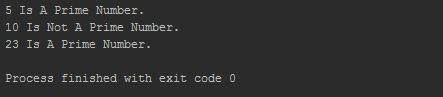 5 Is A Prime Number.
10 Is Not A Prime Number.
23 Is A Prime Number.
Process finished with exit code 0